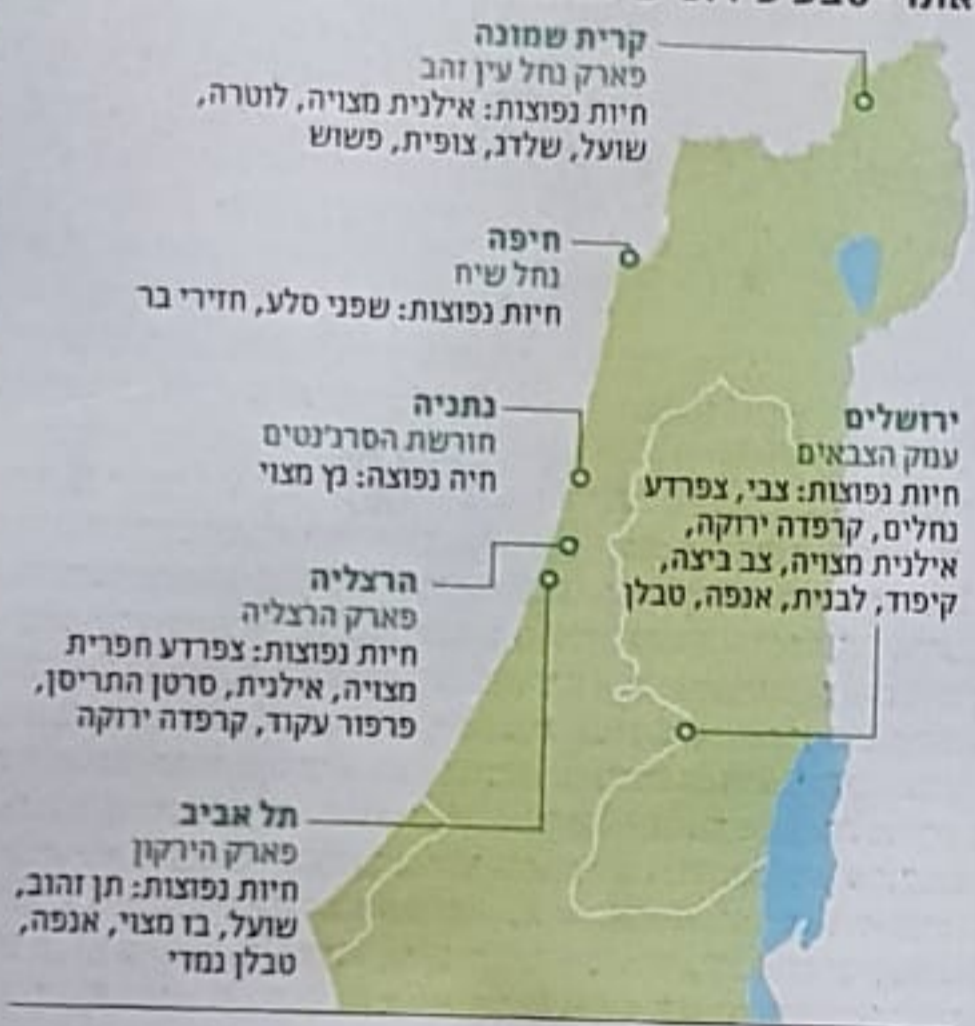 קרית שמונה
פארק נחל עין זהב
חיות נפוצות: אילנית מצויה, לוטרה,
שועל, שלדג, צופית, פשוש
חיפה
נחל שיח
חיות נפוצות: שפני סלע, חזירי בר
נתניה
חורשת הסרג'נטים
חיה נפוצה: נץ מצוי
ירושלים
עמק הצבאים
חיות נפוצות: צבי, צפרדע
נחלים, קרפדה ירוקה,
אילנית מצויה, צב ביצה,
קיפוד, לבנית, אנפה, טבלן
הרצליה
פארק הרצליה
חיות נפוצות: צפרדע חפרית
מצויה, אילנית, סרטן התריסן,
פרפור עקוד, קרפדה ירוקה
תל אביב
פארק הירקון
חיות נפוצות: תן זהוב,
שועל, בז מצוי, אנפה,
טבלן גמדי